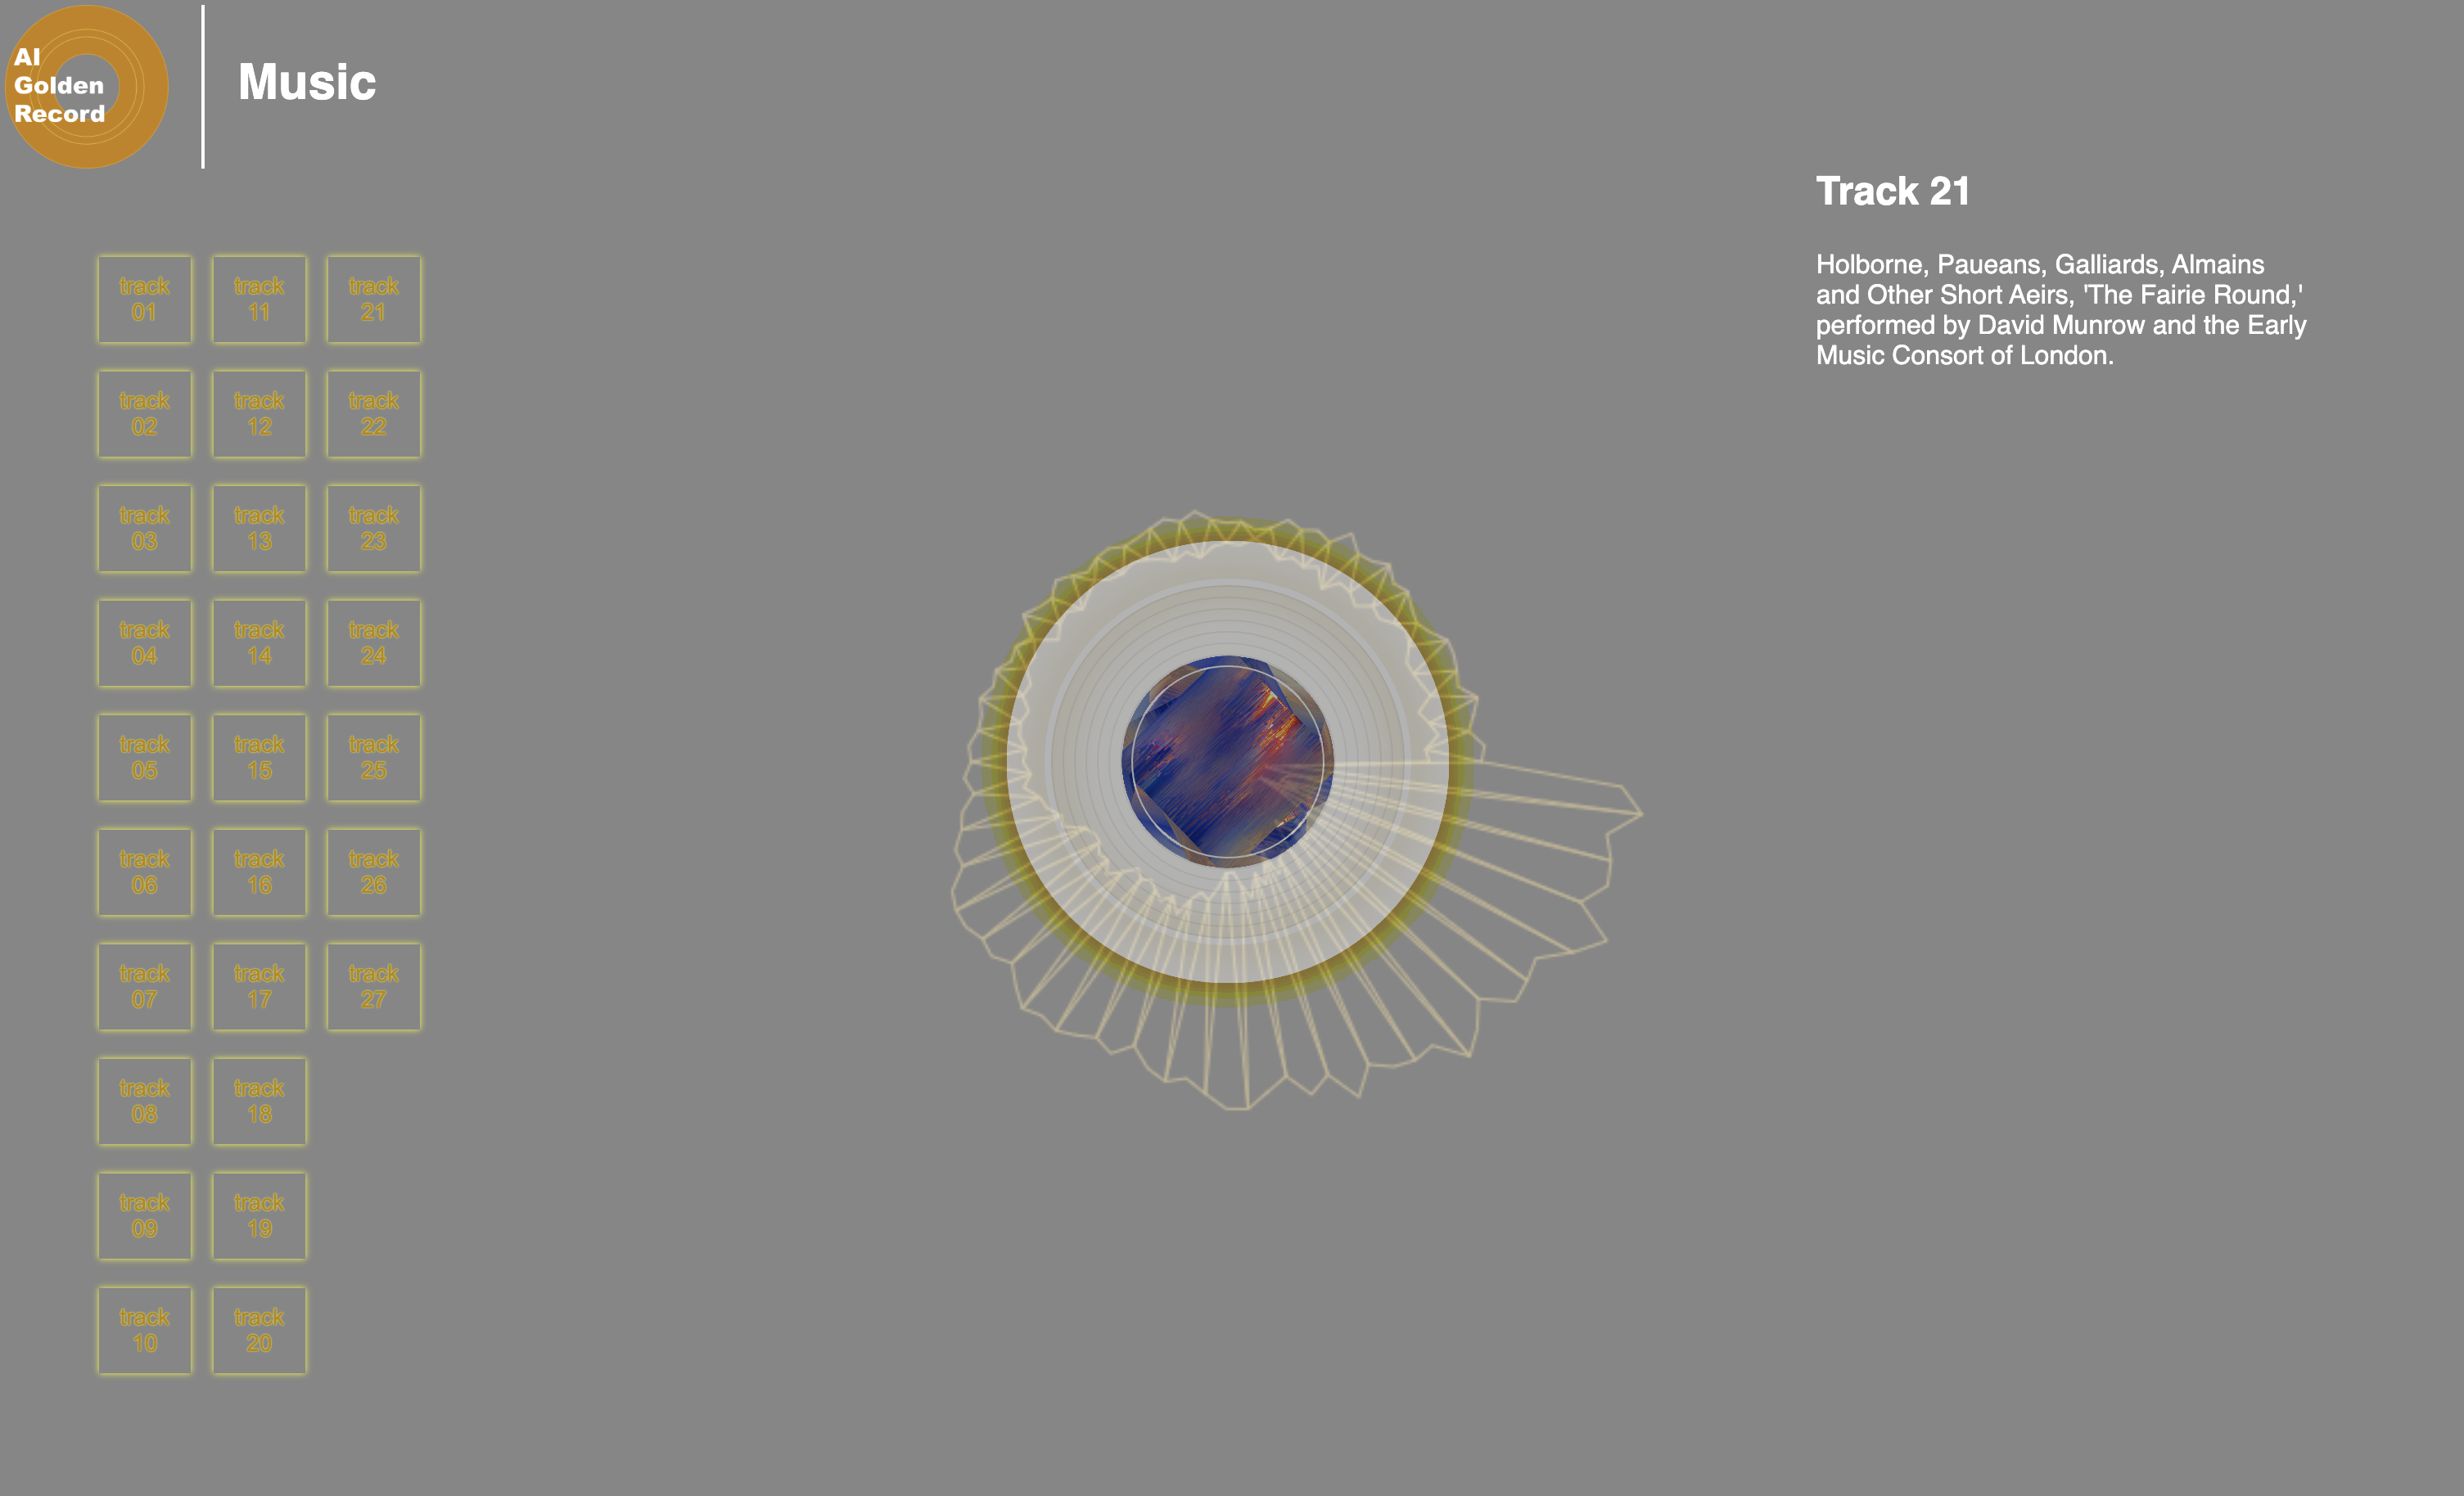 AI
Golden
Record
Music
Track 21
Holborne, Paueans, Galliards, Almains
and Other Short Aeirs, 'The Fairie Round,'
performed by David Munrow and the Early
Music Consort of London.
track
01
track
11
track
21
track
02
track
12
track
22
track
03
track
13
track
23
track
04
track
14
track
24
track
05
track
15
track
25
track
06
track
16
track
26
track
07
track
17
track
27
track
08
track
18
track
09
track
19
track
10
track
20